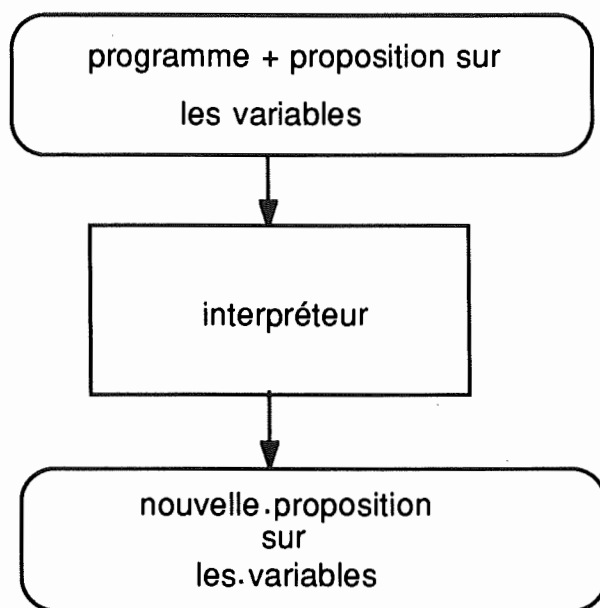 programme + proposition sur
les variables
interpréteur
nouvelle.proposition
sur
les.variables